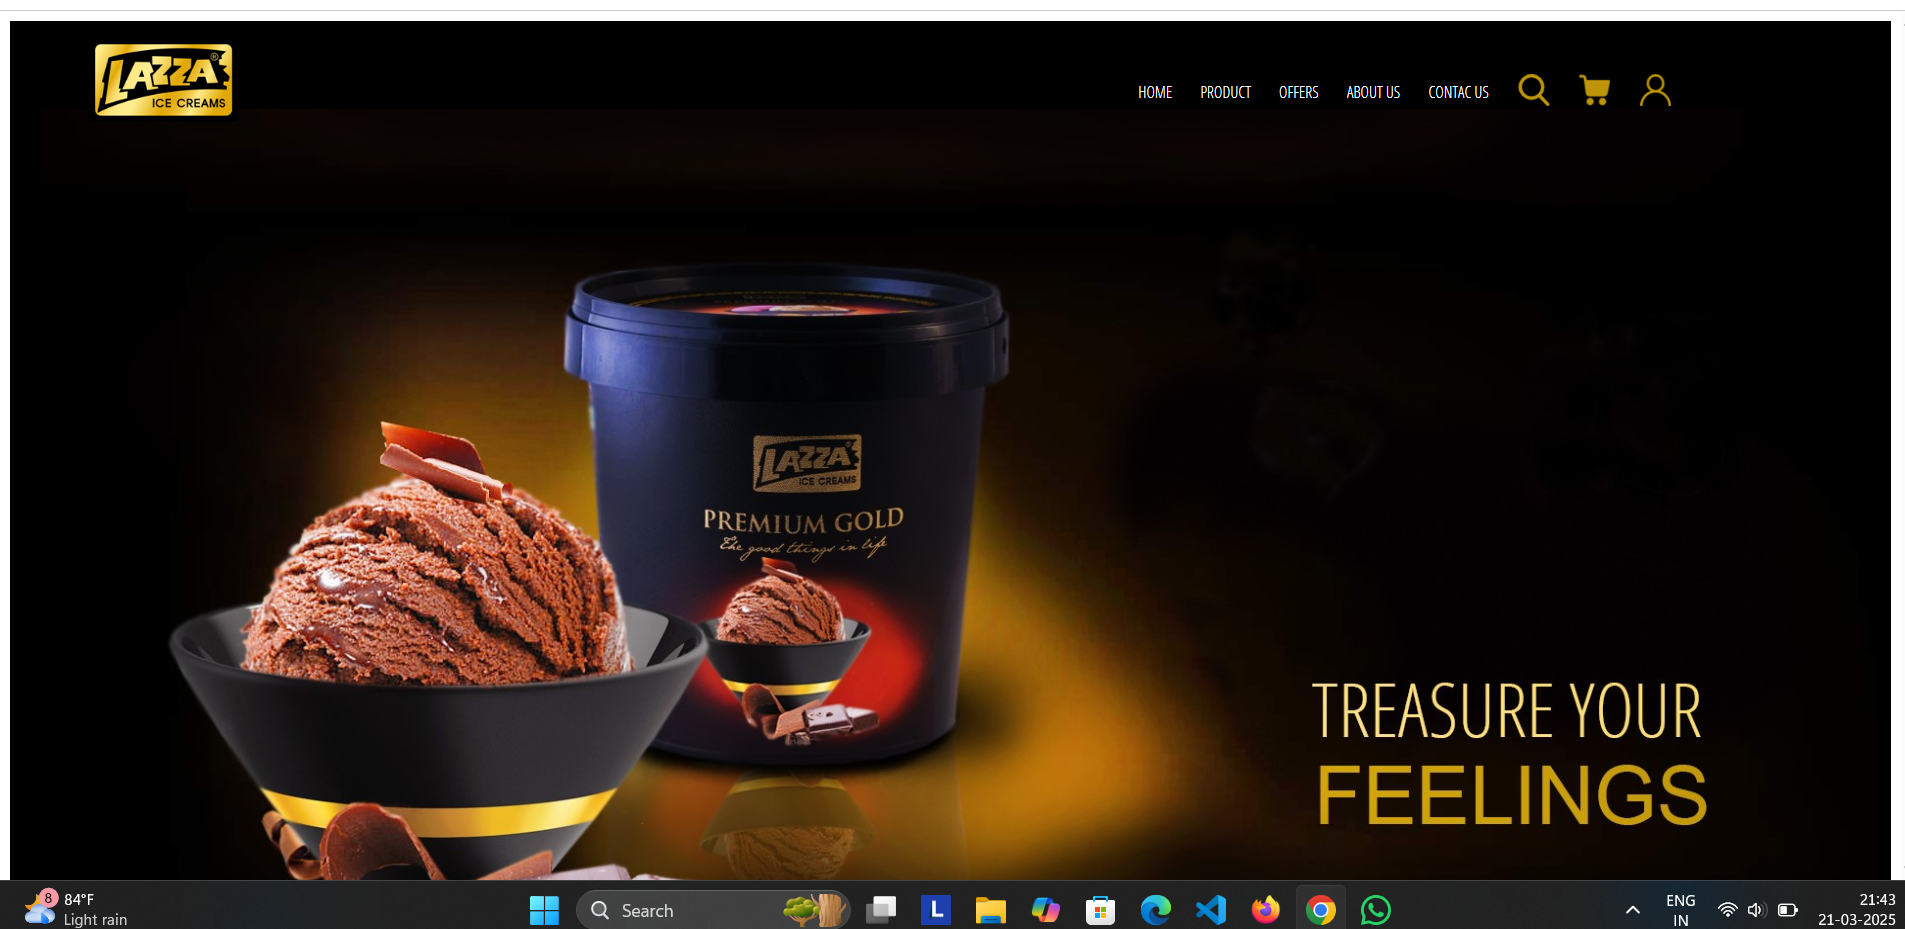 LAZZA®
ICE CREAMS
HOME PRODUCT OFFERS ABOUT US CONTAC US
LAZZA
ICE CREAMS
PREMIUM GOLD
The good things in life
TREASURE YOUR
FEELINGS
8
84°F
Light rain
Search
L
ENG
IN
21:43
21-03-2025